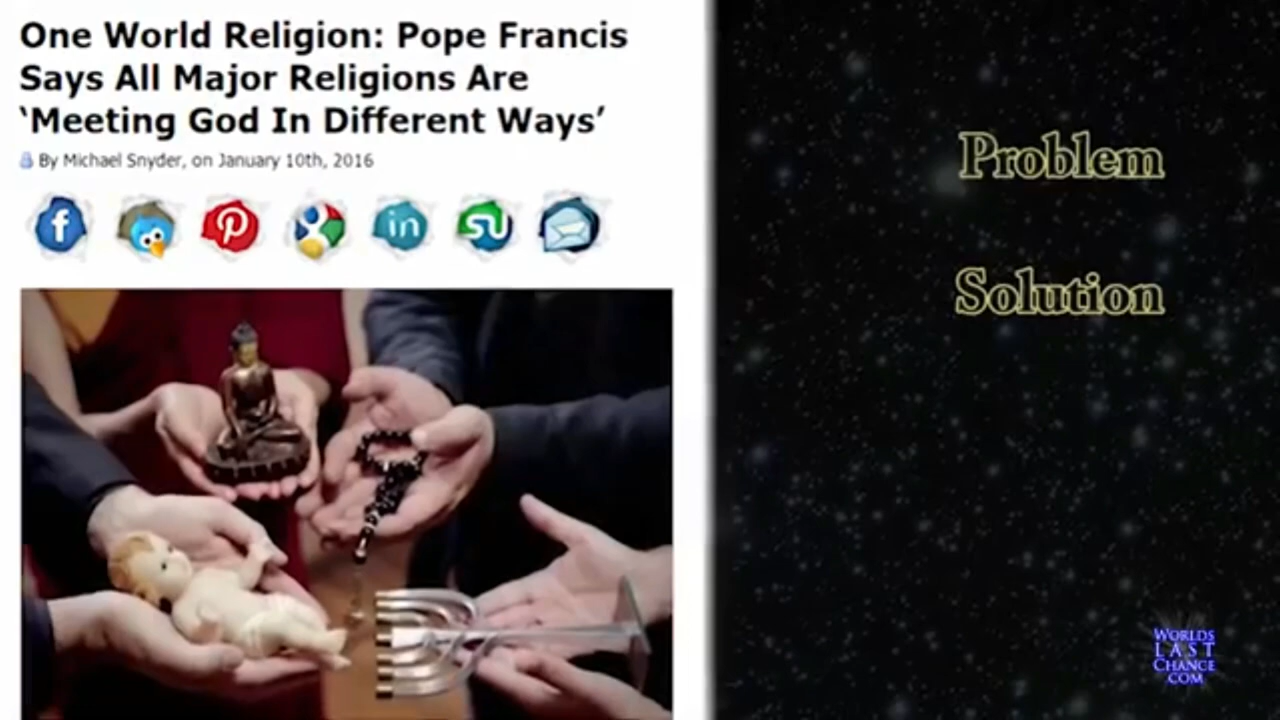 One World Religion: Pope Francis
Says All Major Religions Are
‘Meeting God In Different Ways’
By Michael Snyder, on January 10th, 2016
f
in
Problem
Solution
WORLDS
LAST
CHANCE
.COM